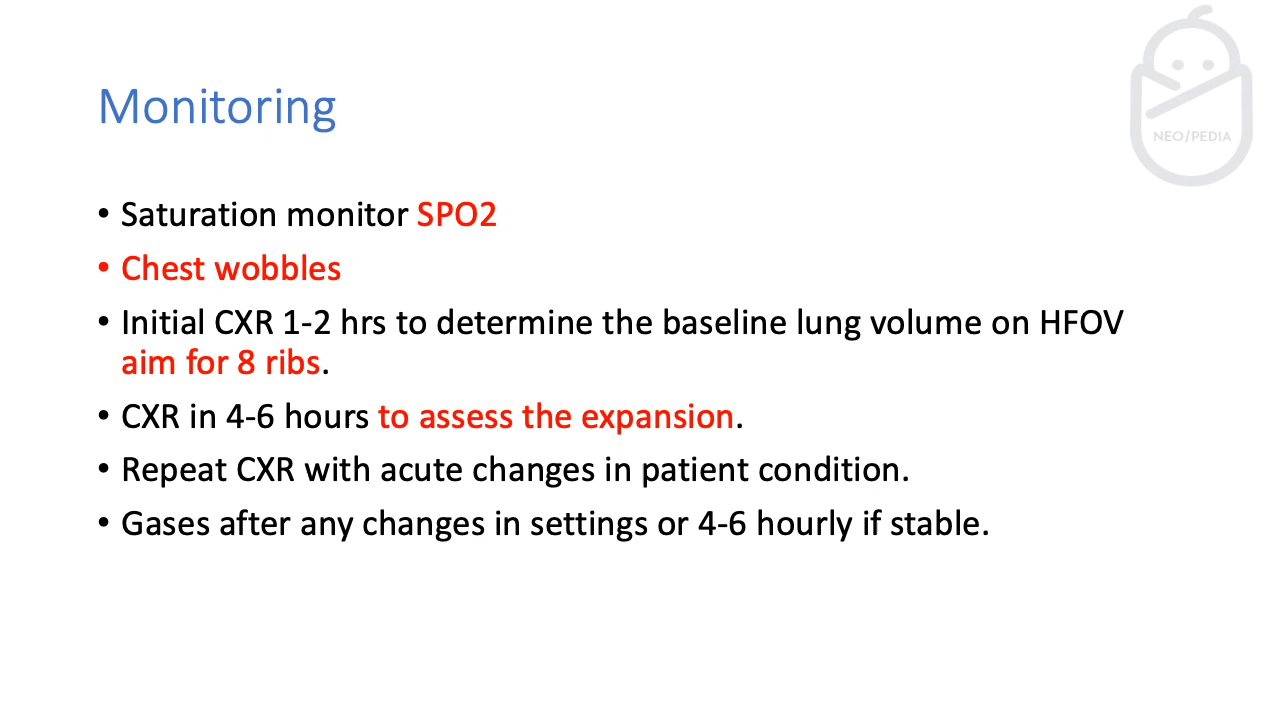 NEO/PEDIA
Monitoring
• Saturation monitor SPO2
• Chest wobbles
• Initial CXR 1-2 hrs to determine the baseline lung volume on HFOV
aim for 8 ribs.
• CXR in 4-6 hours to assess the expansion.
• Repeat CXR with acute changes in patient condition.
• Gases after any changes in settings or 4-6 hourly if stable.